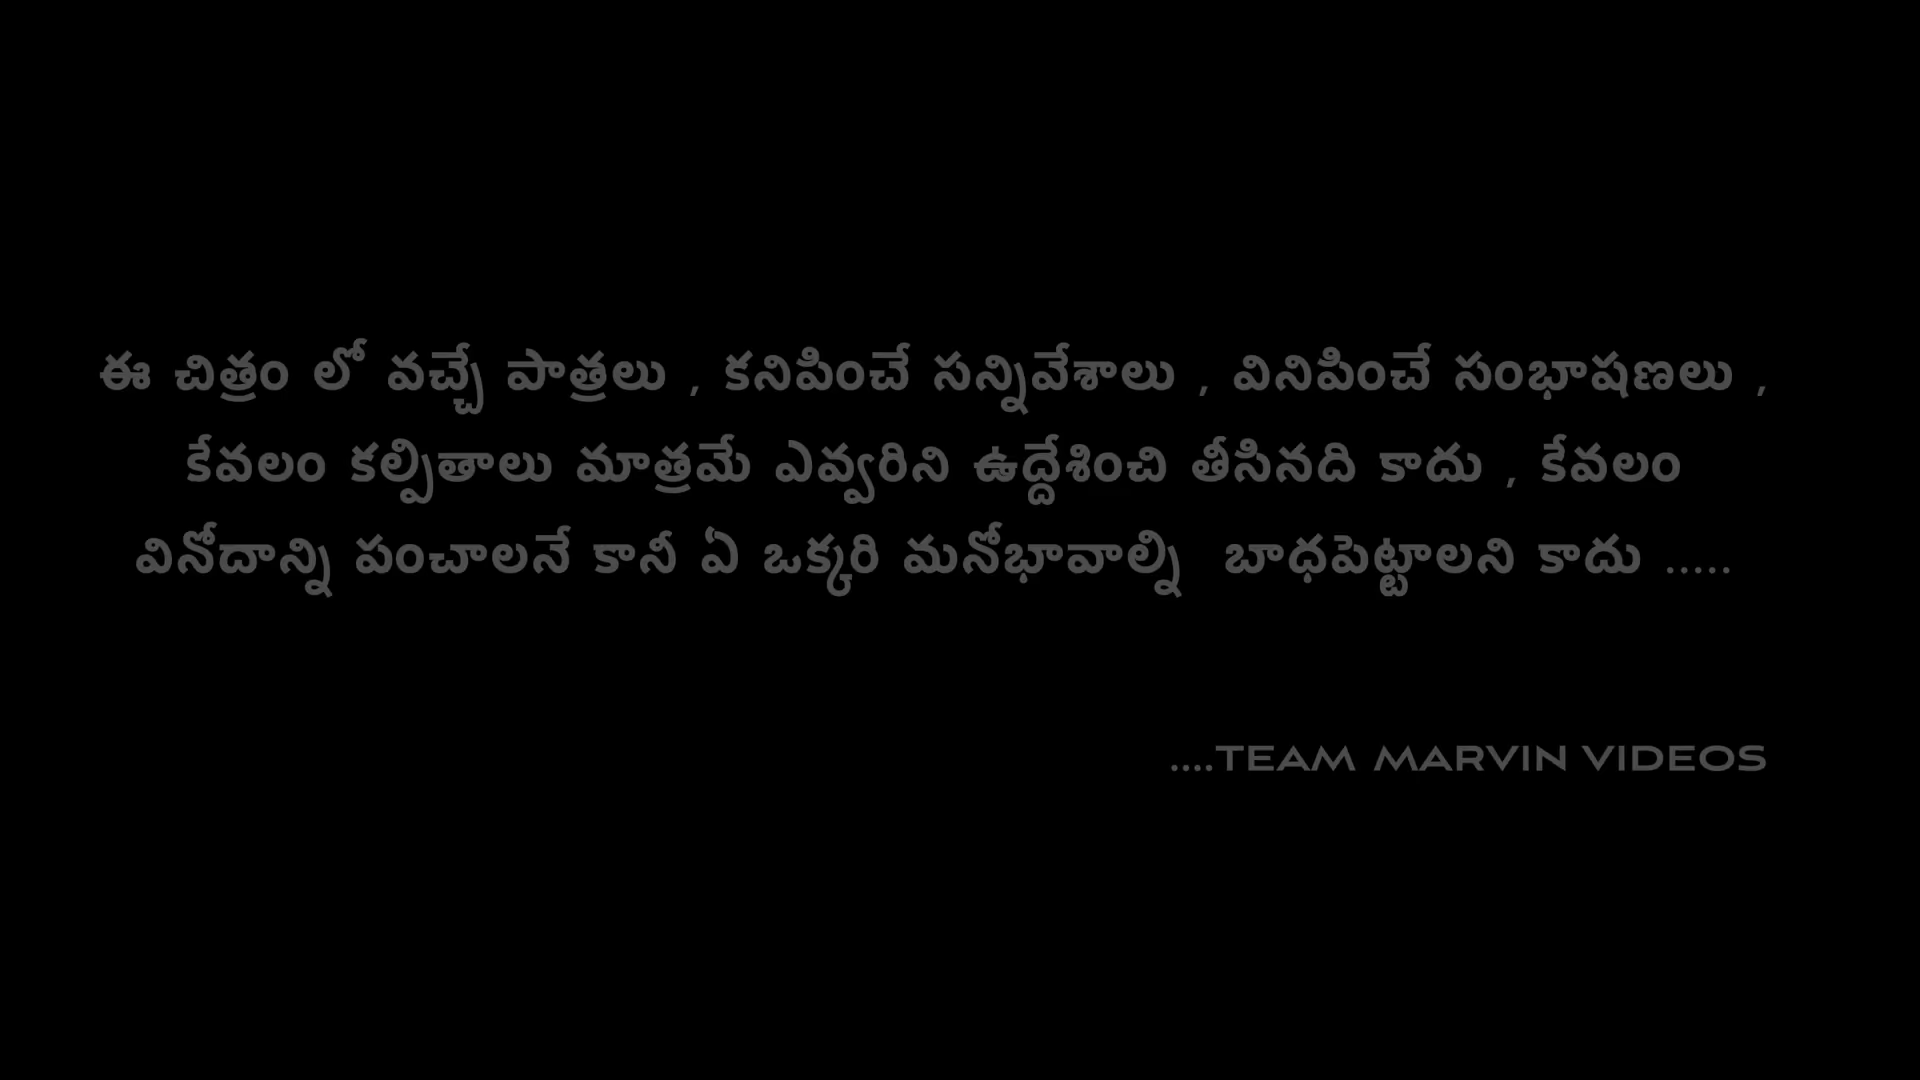 ఈ చిత్రం లో వచ్చే పాత్రలు , కనిపించే సన్నివేశాలు , వినిపించే సంభాషణలు ,
కేవలం కల్పితాలు మాత్రమే ఎవ్వరిని ఉద్దేశించి తీసినది కాదు , కేవలం
వినోదాన్ని పంచాలనే కానీ ఏ ఒక్కరి మనోభావాల్ని బాధపెట్టాలని కాదు .....
....TEAM MARVIN VIDEOS